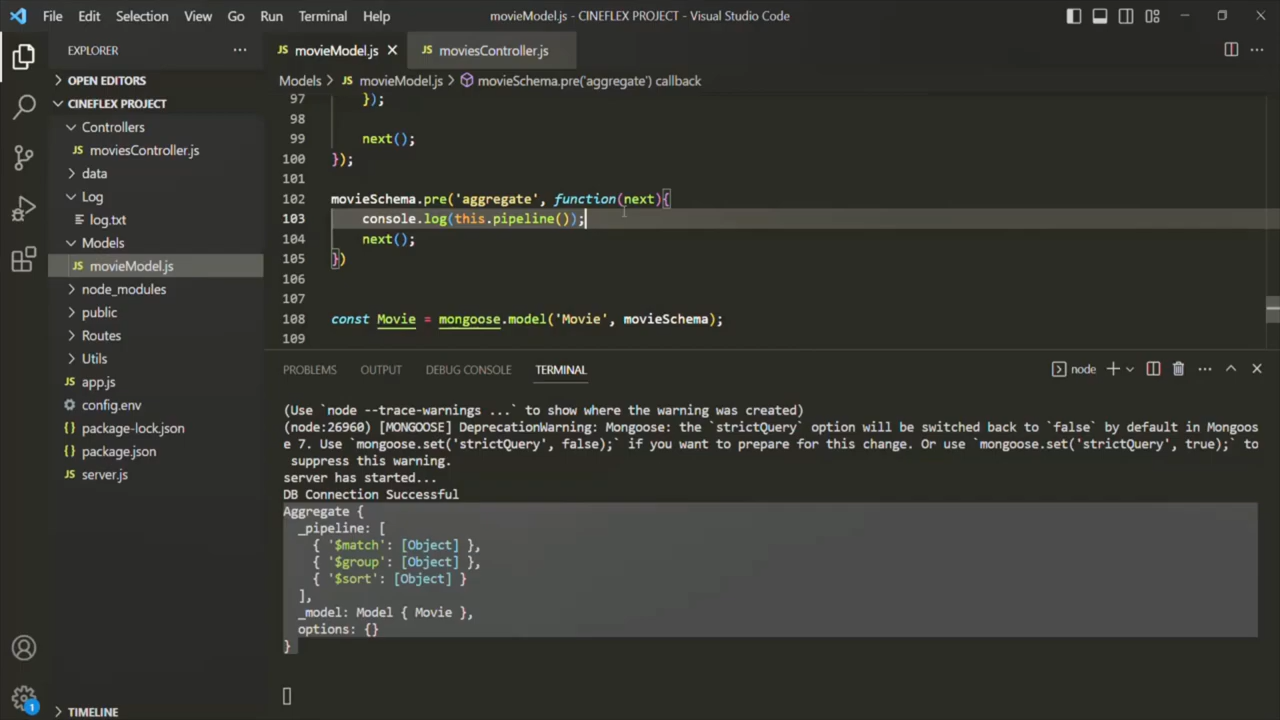 File Edit Selection View Go Run Terminal Help movieModel.js - CINEFLEX PROJECT - Visual Studio Code
EXPLORER
OPEN EDITORS
CINEFLEX PROJECT
Controllers
JS moviesController.js
data
Log
log.txt
Models
JS movieModel.js
node_modules
public
Routes
Utils
JS app.js
config.env
{} package-lock.json
{} package.json
JS server.js
TIMELINE
1
JS movieModel.js
JS moviesController.js
Models > JS movieModel.js > movieSchema.pre('aggregate') callback
97 });
98
99 next();
100 });
101
102 movieSchema.pre('aggregate', function(next){
103 console.log(this.pipeline());
104 next();
105 })
106
107
108 const Movie = mongoose.model('Movie', movieSchema);
109
PROBLEMS OUTPUT DEBUG CONSOLE TERMINAL
node
(Use `node --trace-warnings ...` to show where the warning was created)
(node:26960) [MONGOOSE] DeprecationWarning: Mongoose: the `strictQuery` option will be switched back to `false` by default in Mongoos
e 7. Use `mongoose.set('strictQuery', false);` if you want to prepare for this change. Or use `mongoose.set('strictQuery', true);` to
suppress this warning.
server has started...
DB Connection Successful
Aggregate {
_pipeline: [
{ '$match': [Object] },
{ '$group': [Object] },
{ '$sort': [Object] }
],
_model: Model { Movie },
options: {}
}